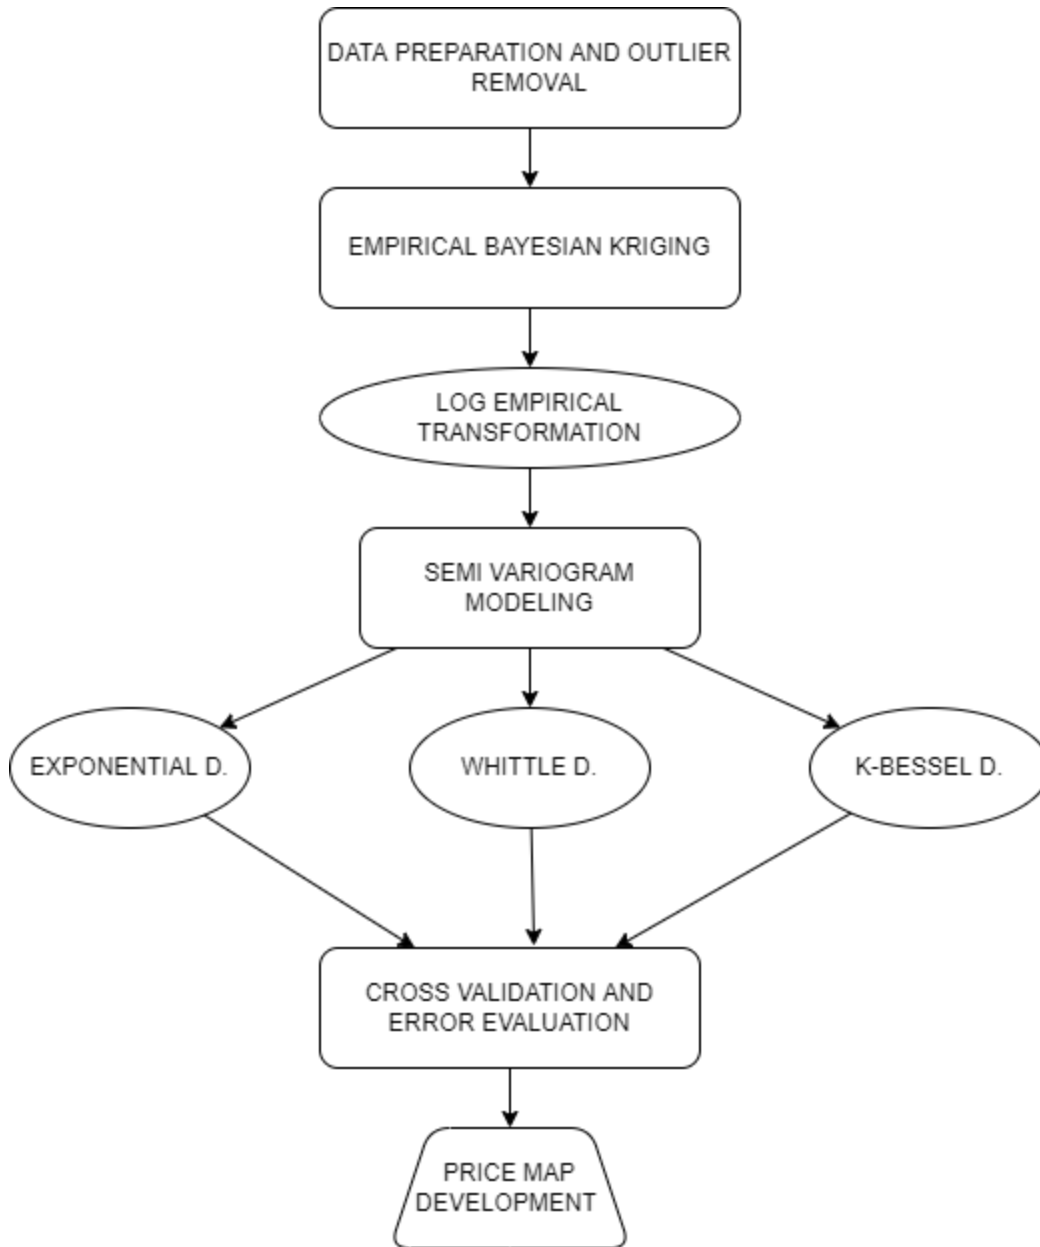 DATA PREPARATION AND OUTLIER
REMOVAL
EMPIRICAL BAYESIAN KRIGING
LOG EMPIRICAL
TRANSFORMATION
SEMI VARIOGRAM
MODELING
EXPONENTIAL D.
WHITTLE D.
K-BESSEL D.
CROSS VALIDATION AND
ERROR EVALUATION
PRICE MAP
DEVELOPMENT